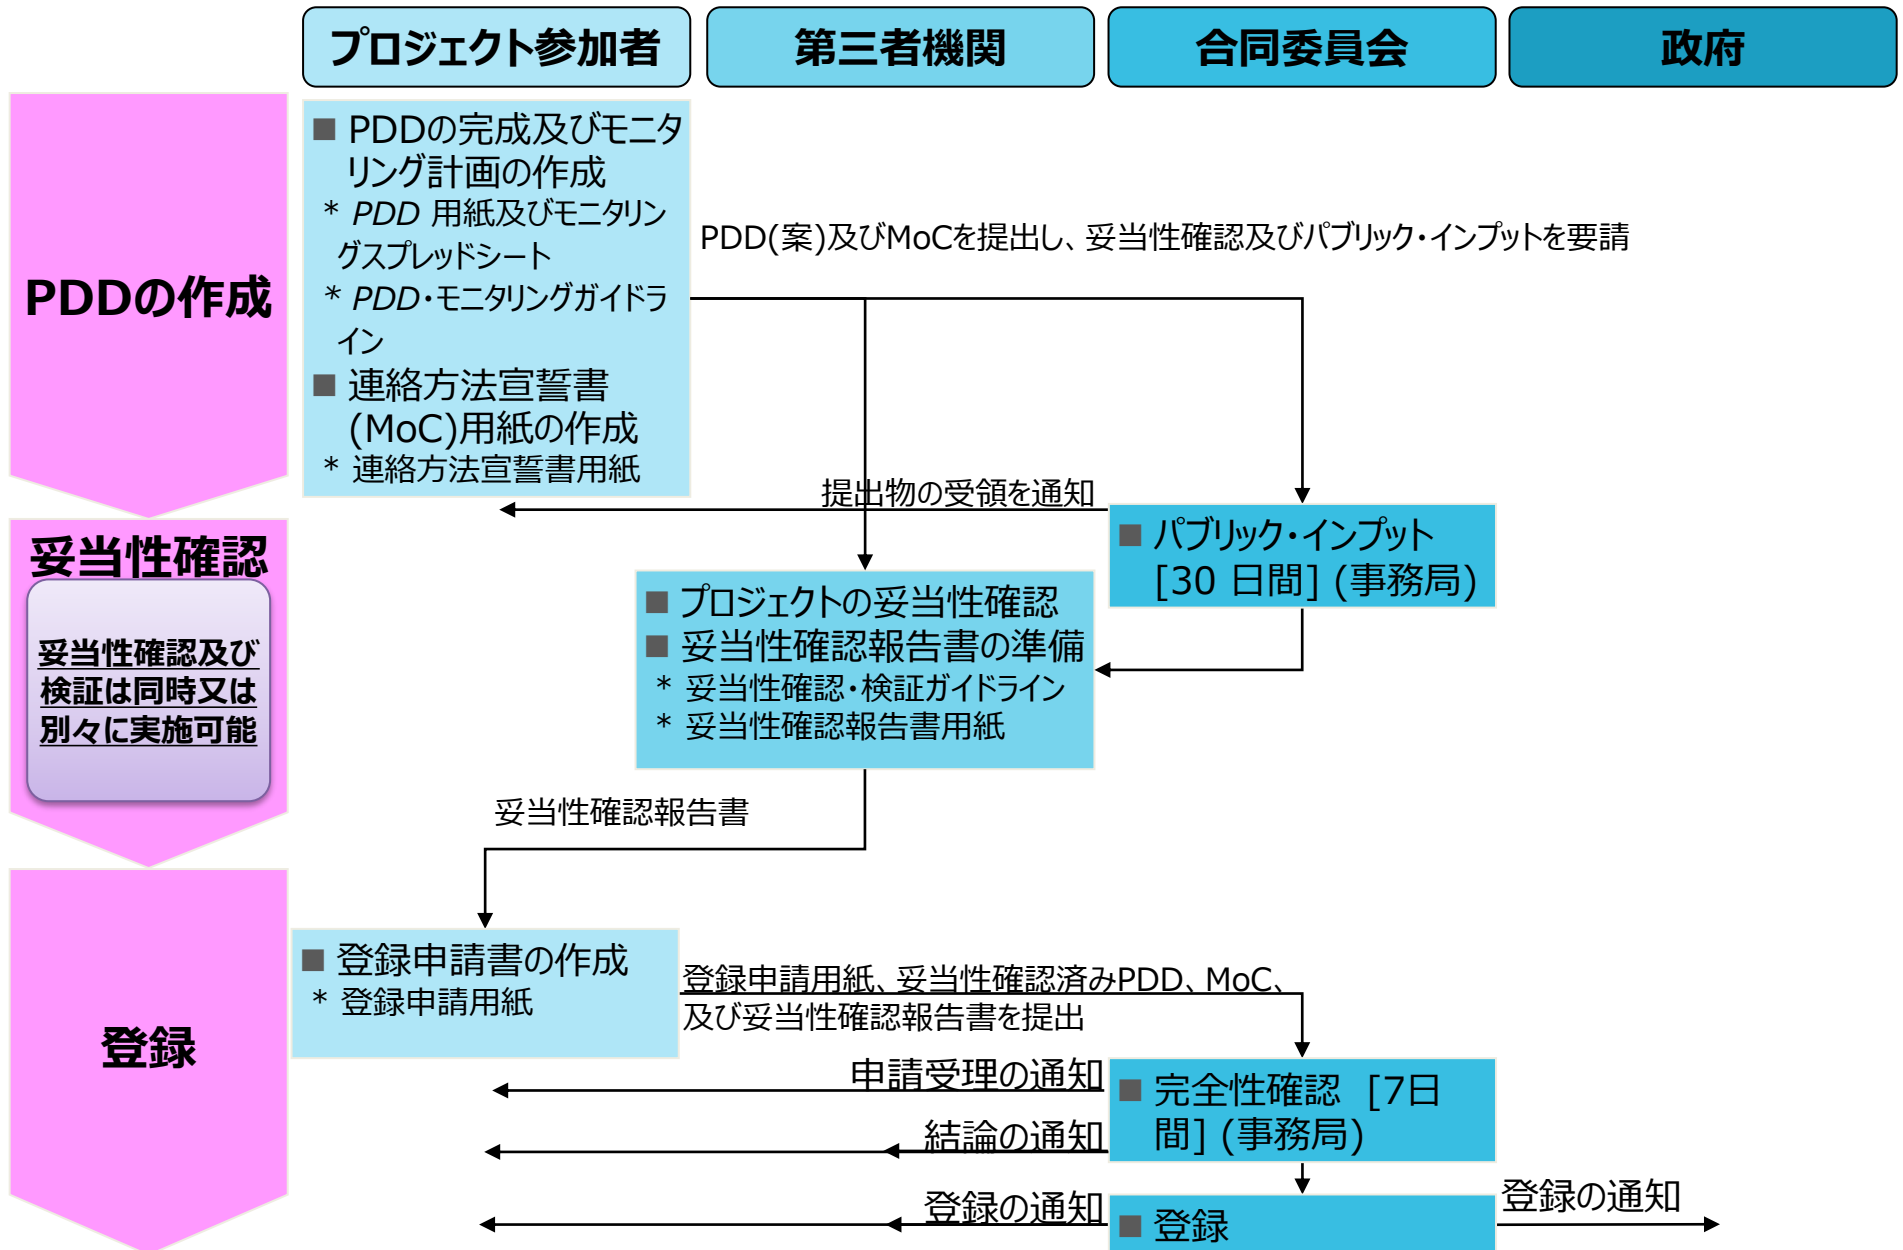 プロジェクト参加者
第三者機関
合同委員会
政府
PDDの作成
■ PDDの完成及びモニタ
リング計画の作成
* PDD 用紙及びモニタリン
グスプレッドシート
* PDD・モニタリングガイドラ
イン
■ 連絡方法宣誓書
(MoC)用紙の作成
* 連絡方法宣誓書用紙
PDD(案)及びMoCを提出し、妥当性確認及びパブリック・インプットを要請
提出物の受領を通知
■ パブリック・インプット
[30 日間] (事務局)
妥当性確認
妥当性確認及び
検証は同時又は
別々に実施可能
■ プロジェクトの妥当性確認
■ 妥当性確認報告書の準備
* 妥当性確認・検証ガイドライン
* 妥当性確認報告書用紙
妥当性確認報告書
登録
■ 登録申請書の作成
* 登録申請用紙
登録申請用紙、妥当性確認済みPDD、MoC、
及び妥当性確認報告書を提出
申請受理の通知
■ 完全性確認 [7日
間] (事務局)
結論の通知
登録の通知
■ 登録
登録の通知